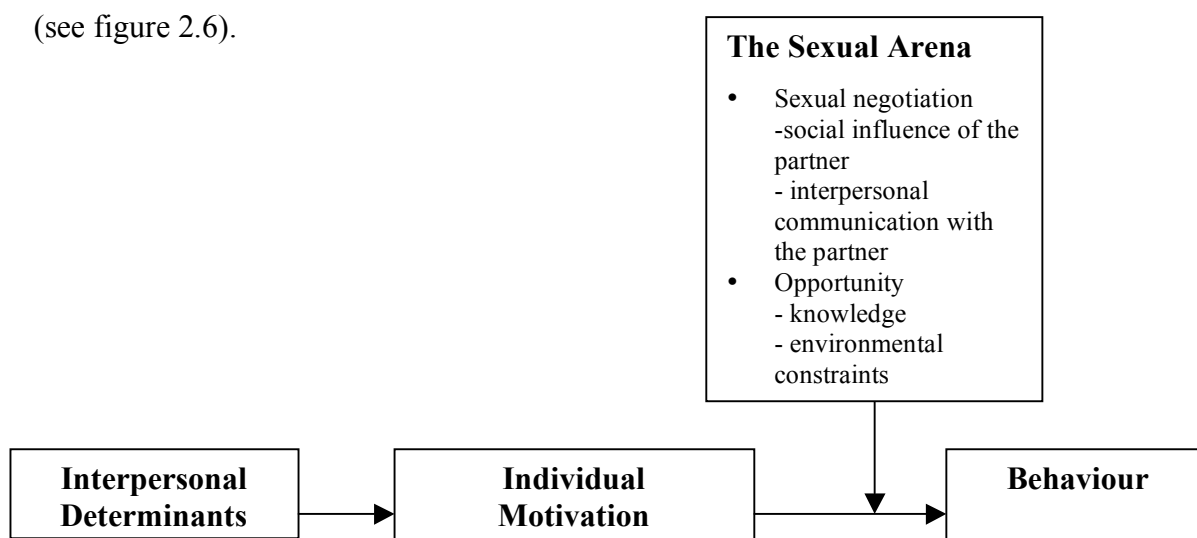 (see figure 2.6).
The Sexual Arena
• Sexual negotiation
-social influence of the
partner
- interpersonal
communication with
the partner
• Opportunity
- knowledge
- environmental
constraints
Interpersonal
Determinants
Individual
Motivation
Behaviour